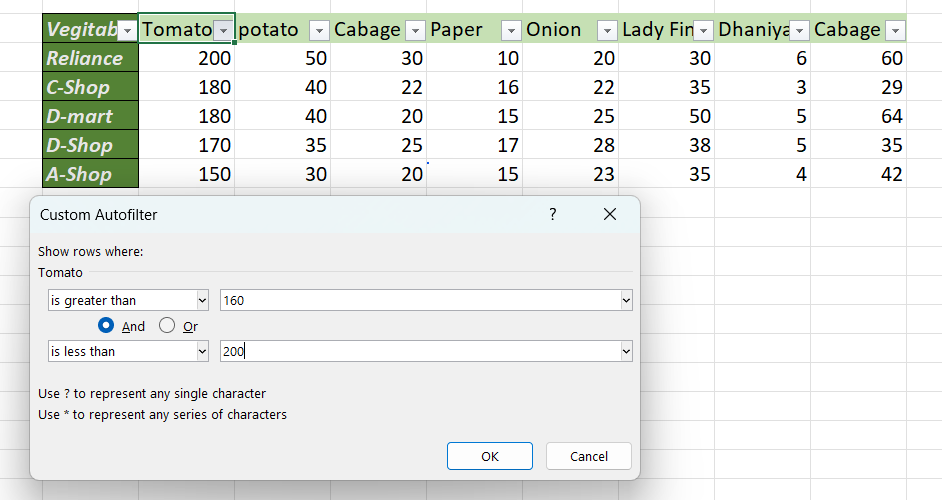 Vegitab Tomato potato Cabage Paper Onion Lady Fin Dhaniya Cabage
Reliance 200 50 30 10 20 30 6 60
C-Shop 180 40 22 16 22 35 3 29
D-mart 180 40 20 15 25 50 5 64
D-Shop 170 35 25 17 28 38 5 35
A-Shop 150 30 20 15 23 35 4 42
Custom Autofilter ?
Show rows where:
Tomato
is greater than 160
And Or
is less than 200
Use ? to represent any single character
Use * to represent any series of characters
OK Cancel